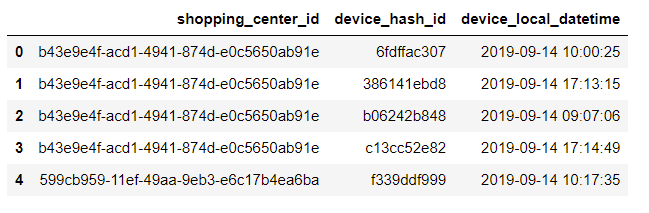 shopping_center_id device_hash_id device_local_datetime
0 b43e9e4f-acd1-4941-874d-e0c5650ab91e 6fdffac307 2019-09-14 10:00:25
1 b43e9e4f-acd1-4941-874d-e0c5650ab91e 386141ebd8 2019-09-14 17:13:15
2 b43e9e4f-acd1-4941-874d-e0c5650ab91e b06242b848 2019-09-14 09:07:06
3 b43e9e4f-acd1-4941-874d-e0c5650ab91e c13cc52e82 2019-09-14 17:14:49
4 599cb959-11ef-49aa-9eb3-e6c17b4ea6ba f339ddf999 2019-09-14 10:17:35